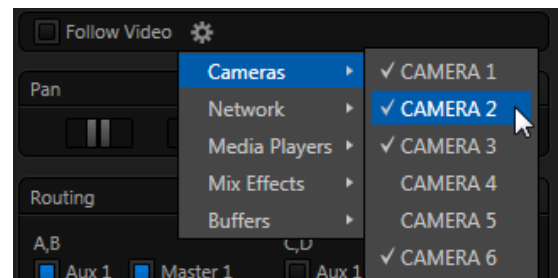 Follow Video
Cameras
Network
Media Players
Mix Effects
Buffers
CAMERA 1
CAMERA 2
CAMERA 3
CAMERA 4
CAMERA 5
CAMERA 6
Pan
Routing
A,B
C,D
Aux 1
Master 1
Aux 1